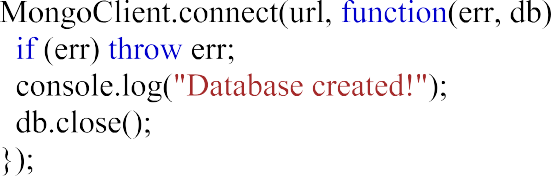 MongoClient.connect(url, function(err, db)
if (err) throw err;
console.log("Database created!");
db.close();
});